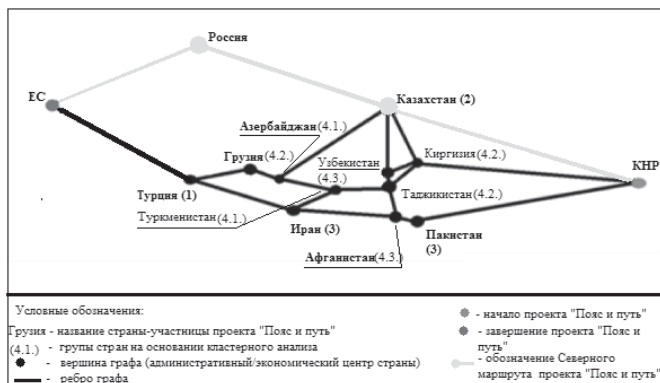 Россия
ЕС
Казахстан (2)
Азербайджан(4.1.)
Грузия(4.2.)
Узбекистан
(4.3.)
Киргизия(4.2.)
КНР
Турция (1)
Таджикистан(4.2.)
Туркменистан(4.1.)
Иран (3)
Пакистан
(3)
Афганистан(4.3.)
Условные обозначения:
Грузия - название страны-участницы проекта "Пояс и путь"
(4.1.) - групы стран на основании кластерного анализа
- вершина графа (административный/экономический центр страны)
- ребро графа
- начало проекта "Пояс и путь"
- завершение проекта "Пояс и
путь"
- обозначение Северного
маршрута проекта "Пояс и путь"